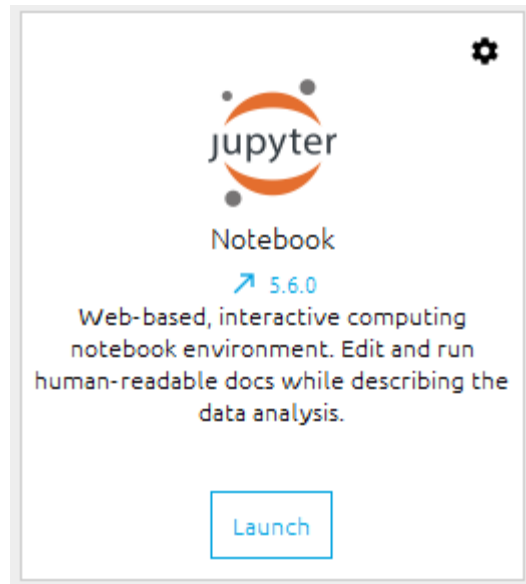 jupyter
Notebook
5.6.0
Web-based, interactive computing
notebook environment. Edit and run
human-readable docs while describing the
data analysis.
Launch